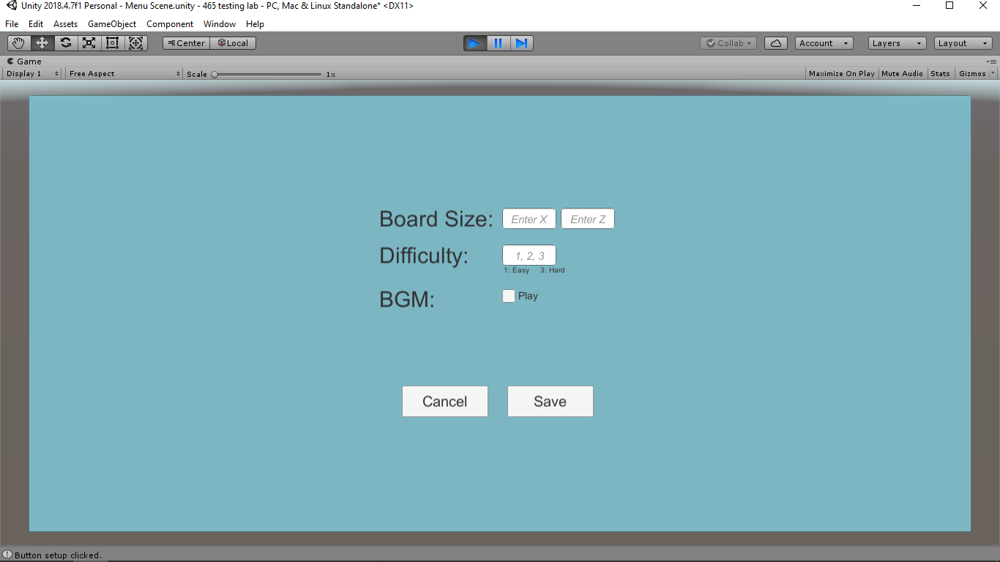 Unity 2018.4.7f1 Personal - Menu Scene.unity - 465 testing lab - PC, Mac & Linux Standalone* <DX11>
File Edit Assets GameObject Component Window Help
Center Local Collab Account Layers Layout
Game
Display 1 Free Aspect Scale 1x Maximize On Play Mute Audio Stats Gizmos
Board Size: Enter X Enter Z
Difficulty: 1, 2, 3
1: Easy 3: Hard
BGM: Play
Cancel Save
Button setup clicked.